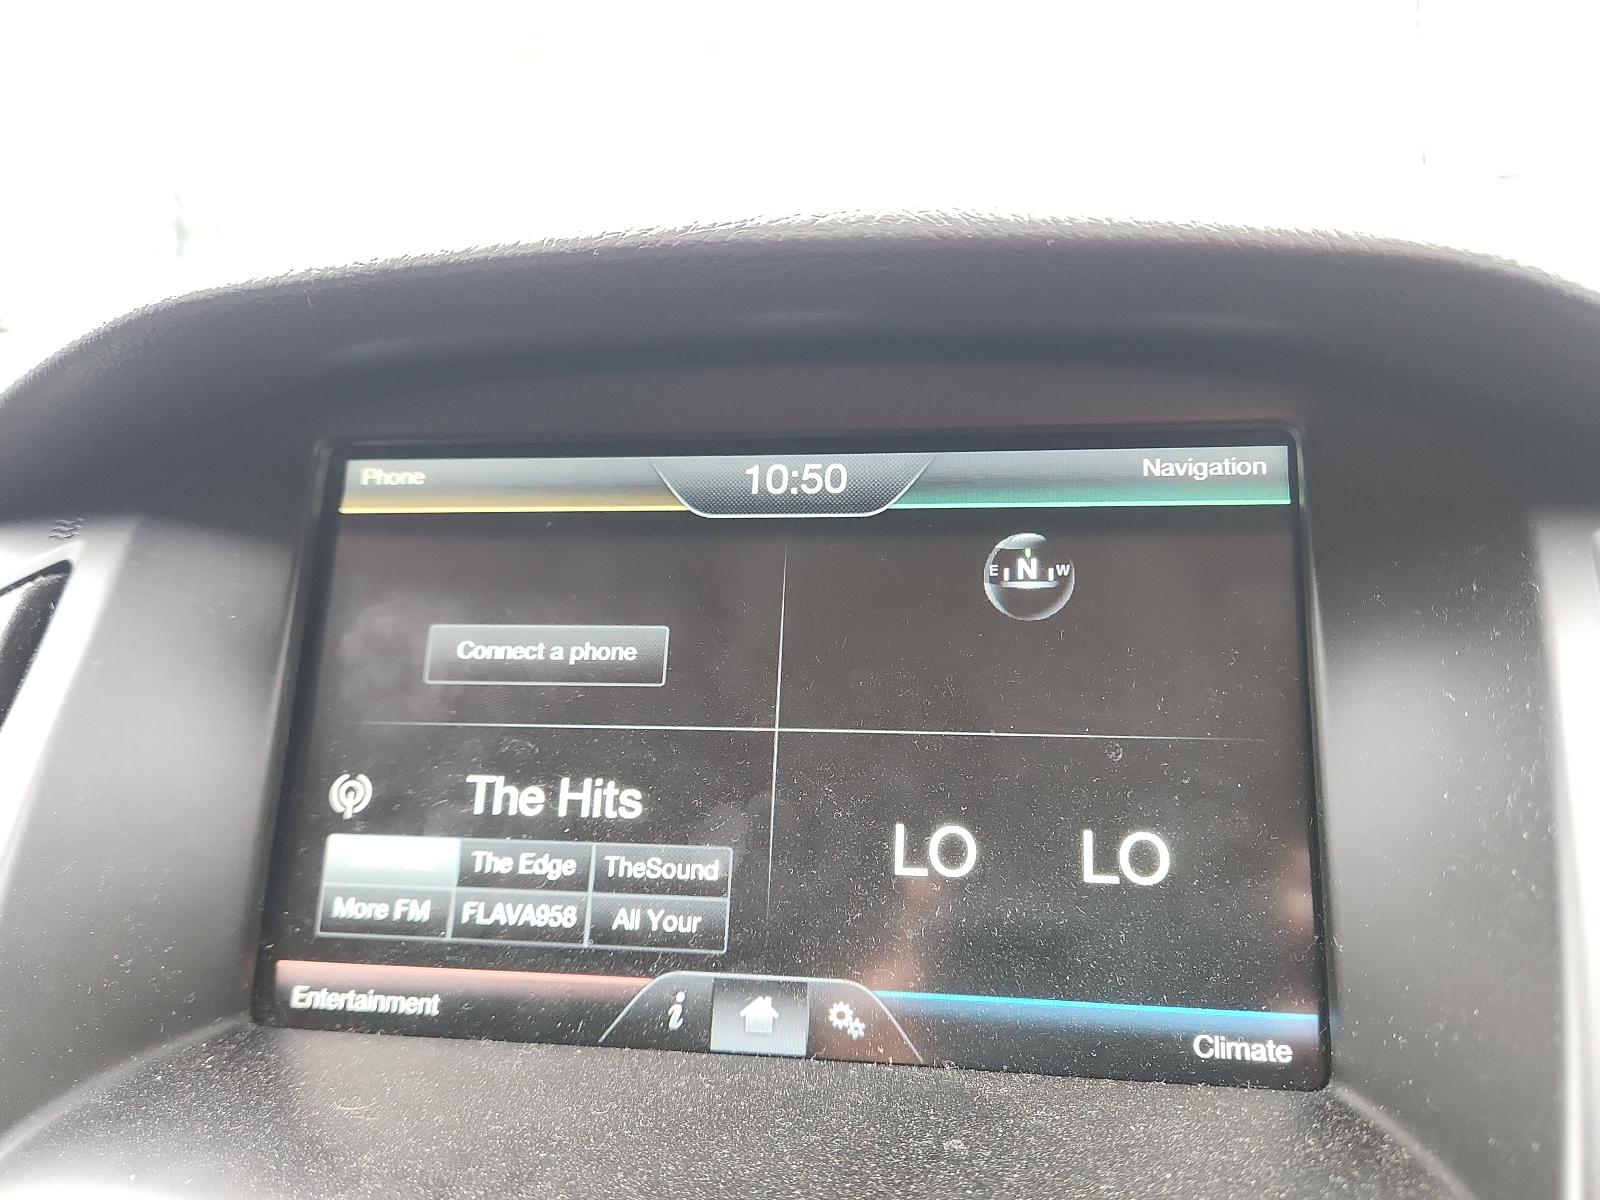 Phone
10:50
Navigation
E N W
Connect a phone
The Hits
The Edge
TheSound
More FM
FLAVA958
All Your
LO
LO
Entertainment
i
Climate